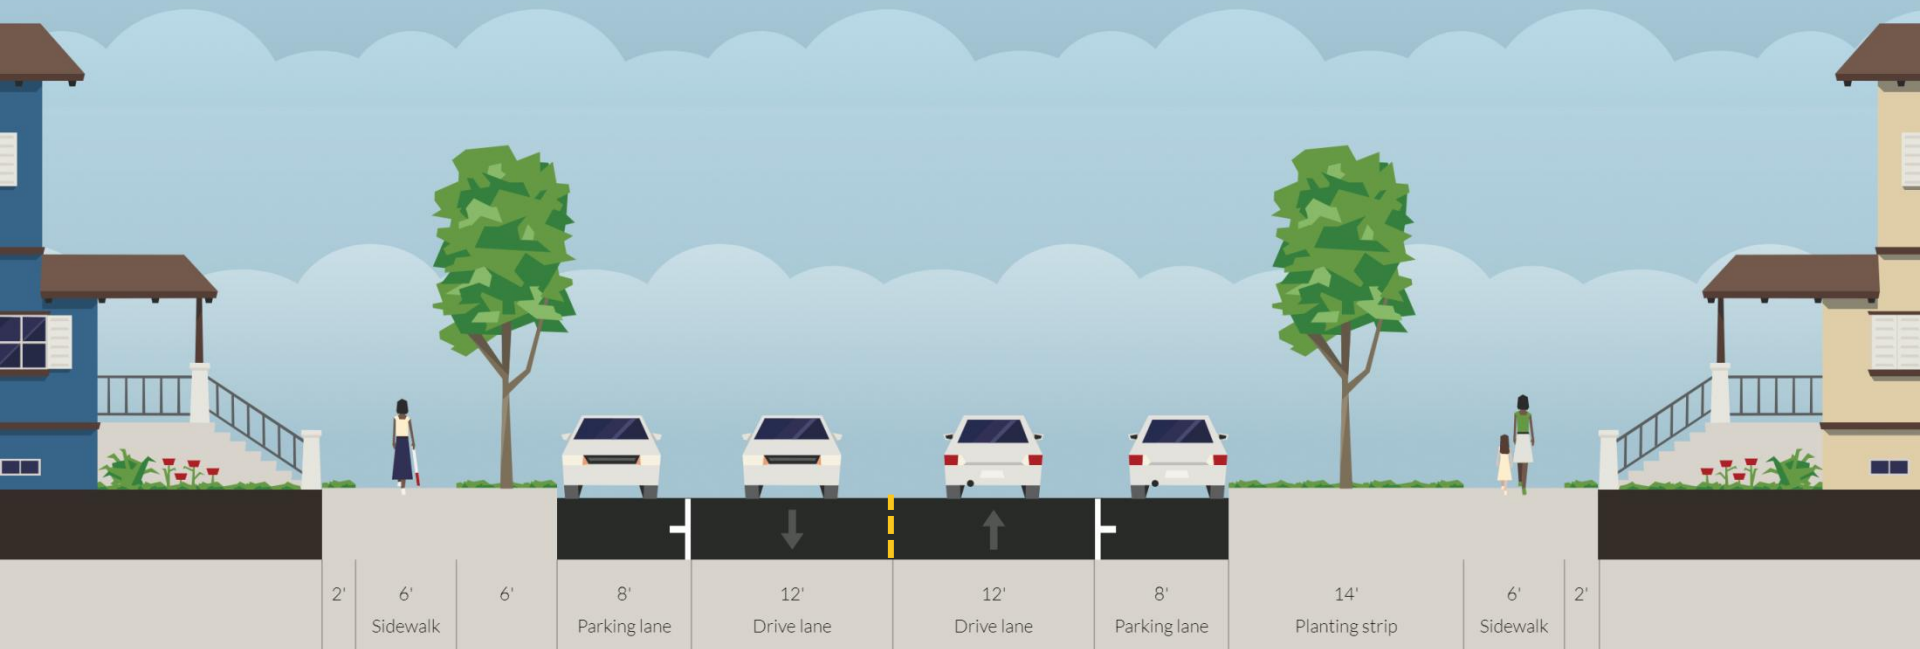 2' 6' 6' 8' 12' 12' 8' 14' 6' 2'
Sidewalk Parking lane Drive lane Drive lane Parking lane Planting strip Sidewalk